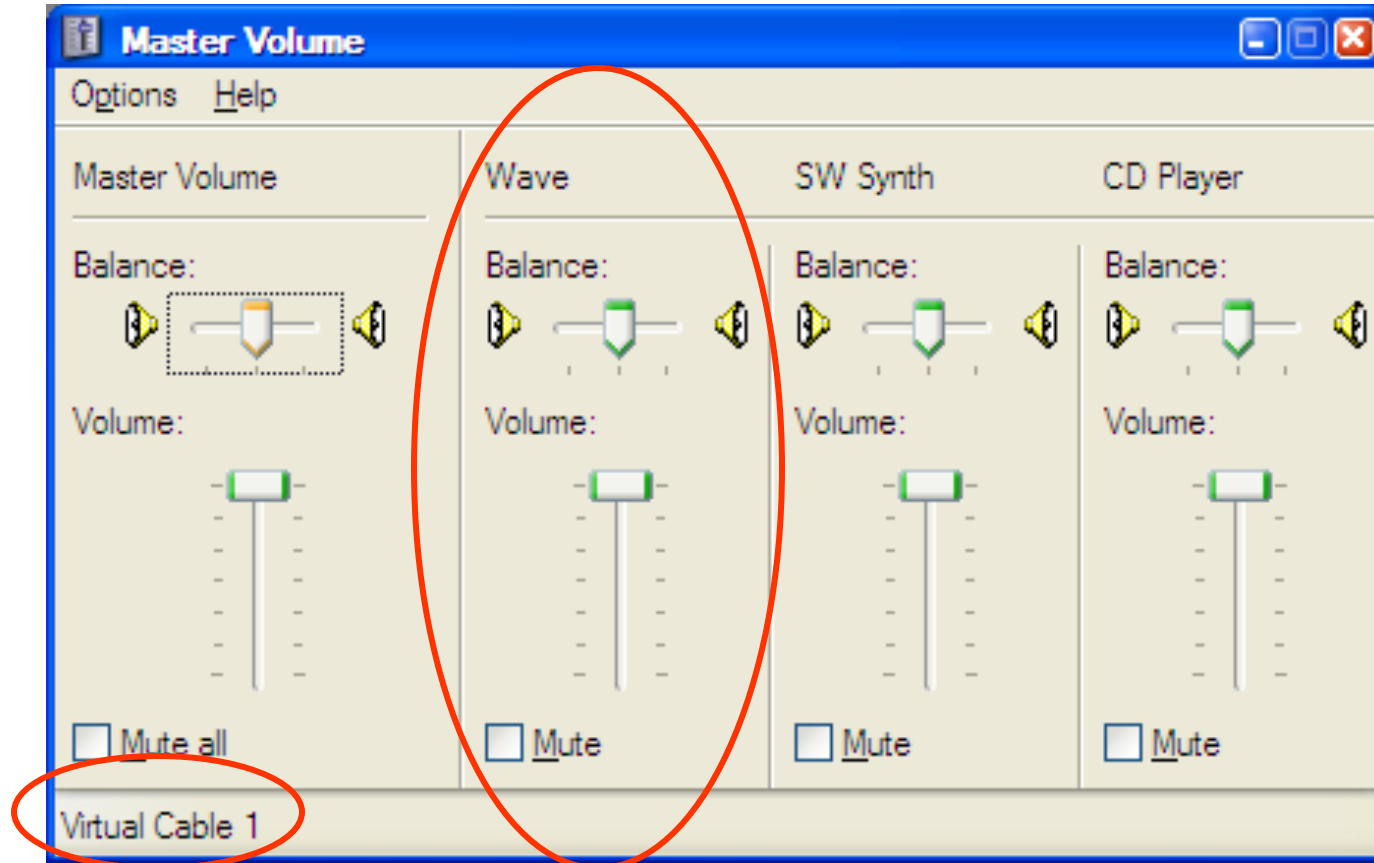 Master Volume
Options Help
Master Volume Wave SW Synth CD Player
Balance: Balance: Balance: Balance:
Volume: Volume: Volume: Volume:
Mute all Mute Mute Mute
Virtual Cable 1